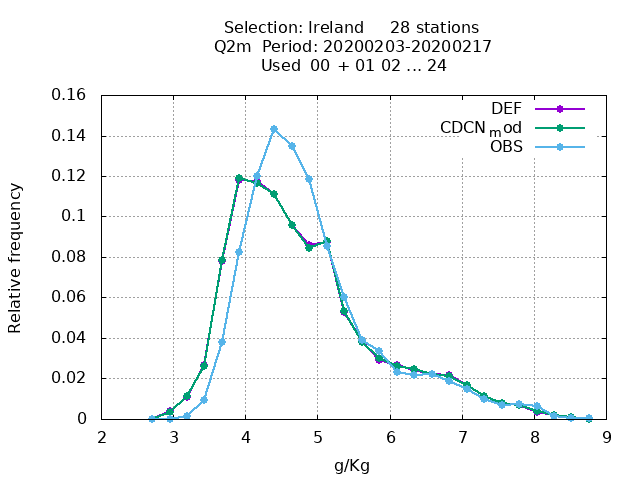 Selection: Ireland     28 stations
Q2m  Period: 20200203-20200217
Used  00  + 01 02 ... 24
0.16
0.14
0.12
0.1
0.08
0.06
0.04
0.02
0
Relative frequency
DEF
CDCN_mod
OBS
2 3 4 5 6 7 8 9
g/Kg